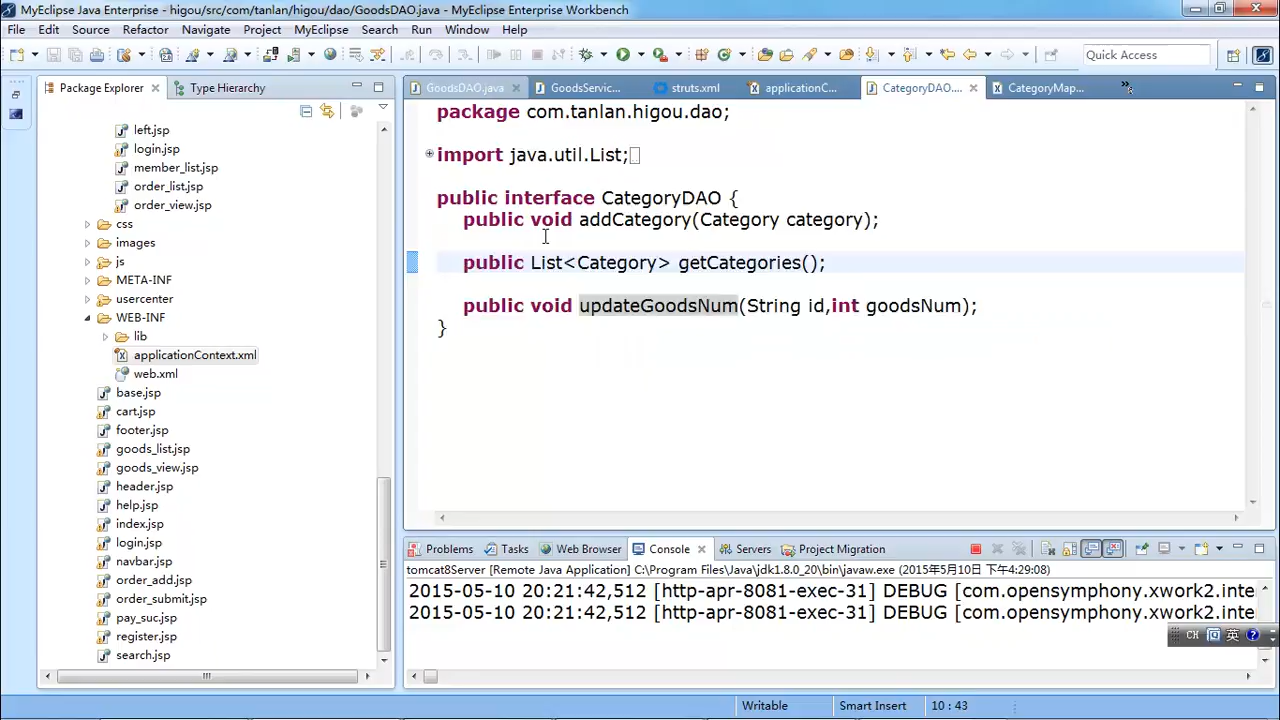 MyEclipse Java Enterprise - higou/src/com/tanlan/higou/dao/GoodsDAO.java - MyEclipse Enterprise Workbench
File Edit Source Refactor Navigate Project MyEclipse Search Run Window Help
Quick Access
Package Explorer Type Hierarchy
left.jsp
login.jsp
member_list.jsp
order_list.jsp
order_view.jsp
css
images
js
META-INF
usercenter
WEB-INF
lib
applicationContext.xml
web.xml
base.jsp
cart.jsp
footer.jsp
goods_list.jsp
goods_view.jsp
header.jsp
help.jsp
index.jsp
login.jsp
navbar.jsp
order_add.jsp
order_submit.jsp
pay_suc.jsp
register.jsp
search.jsp
GoodsDAO.java GoodsServic... struts.xml applicationC... CategoryDAO.... CategoryMap...
package com.tanlan.higou.dao;
import java.util.List;
public interface CategoryDAO {
public void addCategory(Category category);
public List<Category> getCategories();
public void updateGoodsNum(String id,int goodsNum);
}
Problems Tasks Web Browser Console Servers Project Migration
tomcat8Server [Remote Java Application] C:\Program Files\Java\jdk1.8.0_20\bin\javaw.exe (2015年5月10日 下午4:29:08)
2015-05-10 20:21:42,512 [http-apr-8081-exec-31] DEBUG [com.opensymphony.xwork2.inte
2015-05-10 20:21:42,512 [http-apr-8081-exec-31] DEBUG [com.opensymphony.xwork2.inte
CH 英
Writable Smart Insert 10 : 43